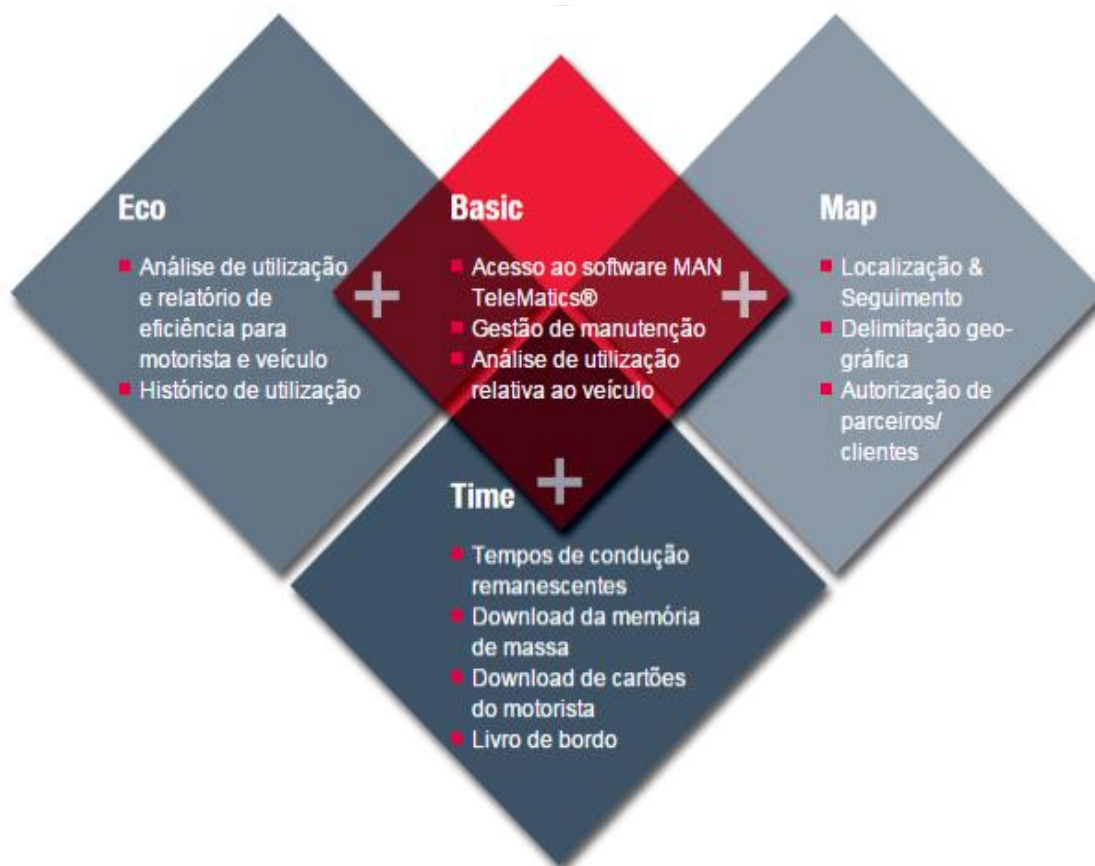 Eco
Análise de utilização
e relatório de
eficiência para
motorista e veículo
Histórico de utilização
Basic
Acesso ao software MAN
TeleMatics®
Gestão de manutenção
Análise de utilização
relativa ao veículo
Map
Localização &
Seguimento
Delimitação geo-
gráfica
Autorização de
parceiros/
clientes
Time
Tempos de condução
remanescentes
Download da memória
de massa
Download de cartões
do motorista
Livro de bordo